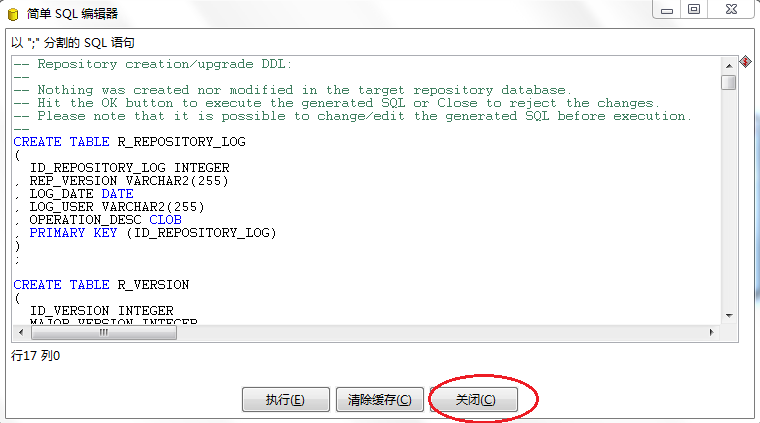 简单 SQL 编辑器
以 ";" 分割的 SQL 语句
-- Repository creation/upgrade DDL:
--
-- Nothing was created nor modified in the target repository database.
-- Hit the OK button to execute the generated SQL or Close to reject the changes.
-- Please note that it is possible to change/edit the generated SQL before execution.
--
CREATE TABLE R_REPOSITORY_LOG
(
  ID_REPOSITORY_LOG INTEGER
, REP_VERSION VARCHAR2(255)
, LOG_DATE DATE
, LOG_USER VARCHAR2(255)
, OPERATION_DESC CLOB
, PRIMARY KEY (ID_REPOSITORY_LOG)
)
;
CREATE TABLE R_VERSION
(
  ID_VERSION INTEGER
, MAJOR_VERSION INTEGER
行17 列0
执行(E) 清除缓存(C) 关闭(C)